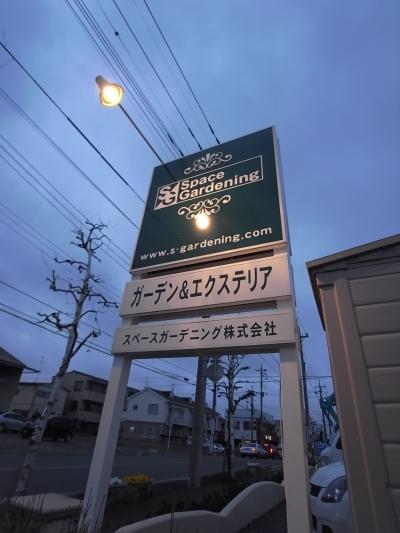 SG Space
Gardening
www.s-gardening.com
ガーデン&エクステリア
スペースガーデニング株式会社